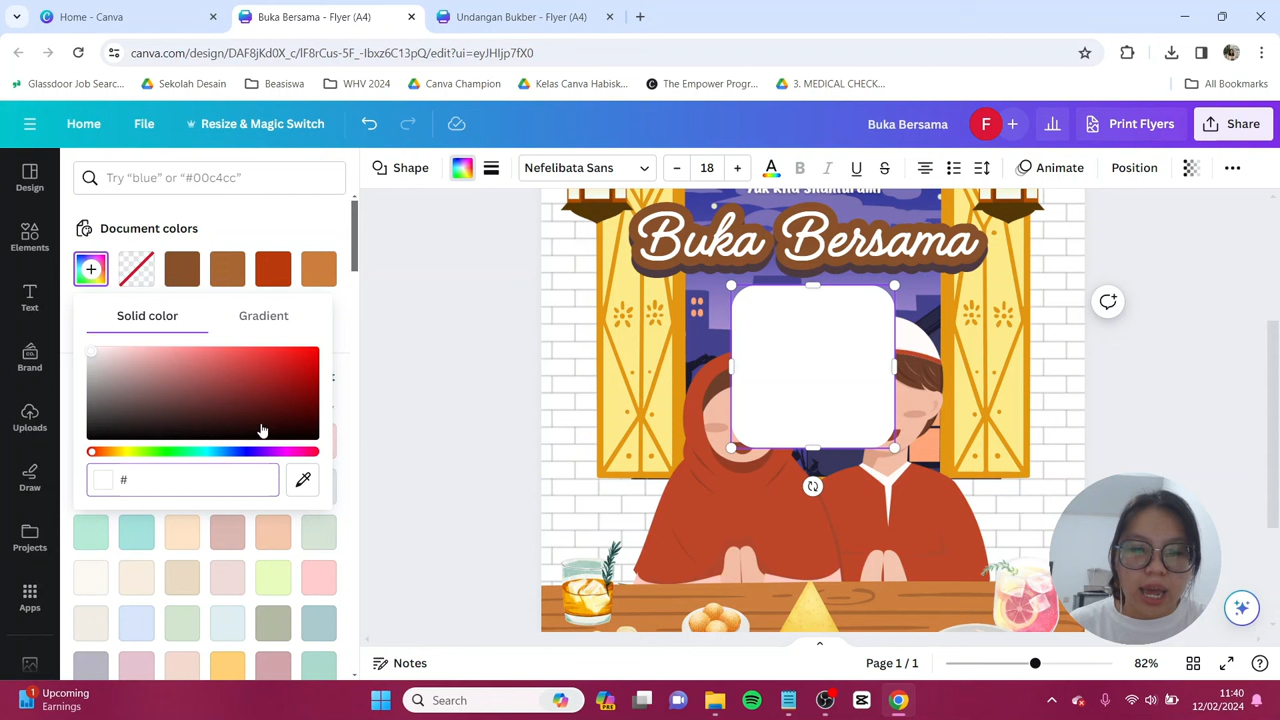 Home - Canva
Buka Bersama - Flyer (A4)
Undangan Bukber - Flyer (A4)
canva.com/design/DAF8jKd0X_c/lF8rCus-5F_-Ibxz6C13pQ/edit?ui=eyJHIjp7fX0
Glassdoor Job Searc...
Sekolah Desain
Beasiswa
WHV 2024
Canva Champion
Kelas Canva Habisk...
The Empower Progr...
3. MEDICAL CHECK...
All Bookmarks
Home
File
Resize & Magic Switch
Buka Bersama
F
Print Flyers
Share
Design
Elements
Text
Brand
Uploads
Draw
Projects
Apps
Try “blue” or “#00c4cc”
Document colors
Solid color
Gradient
#
Shape
Nefelibata Sans
18
A
B
I
U
S
Animate
Position
Buka Bersama
Notes
Page 1 / 1
82%
1
Upcoming
Earnings
Search
PRE
11:40
12/02/2024